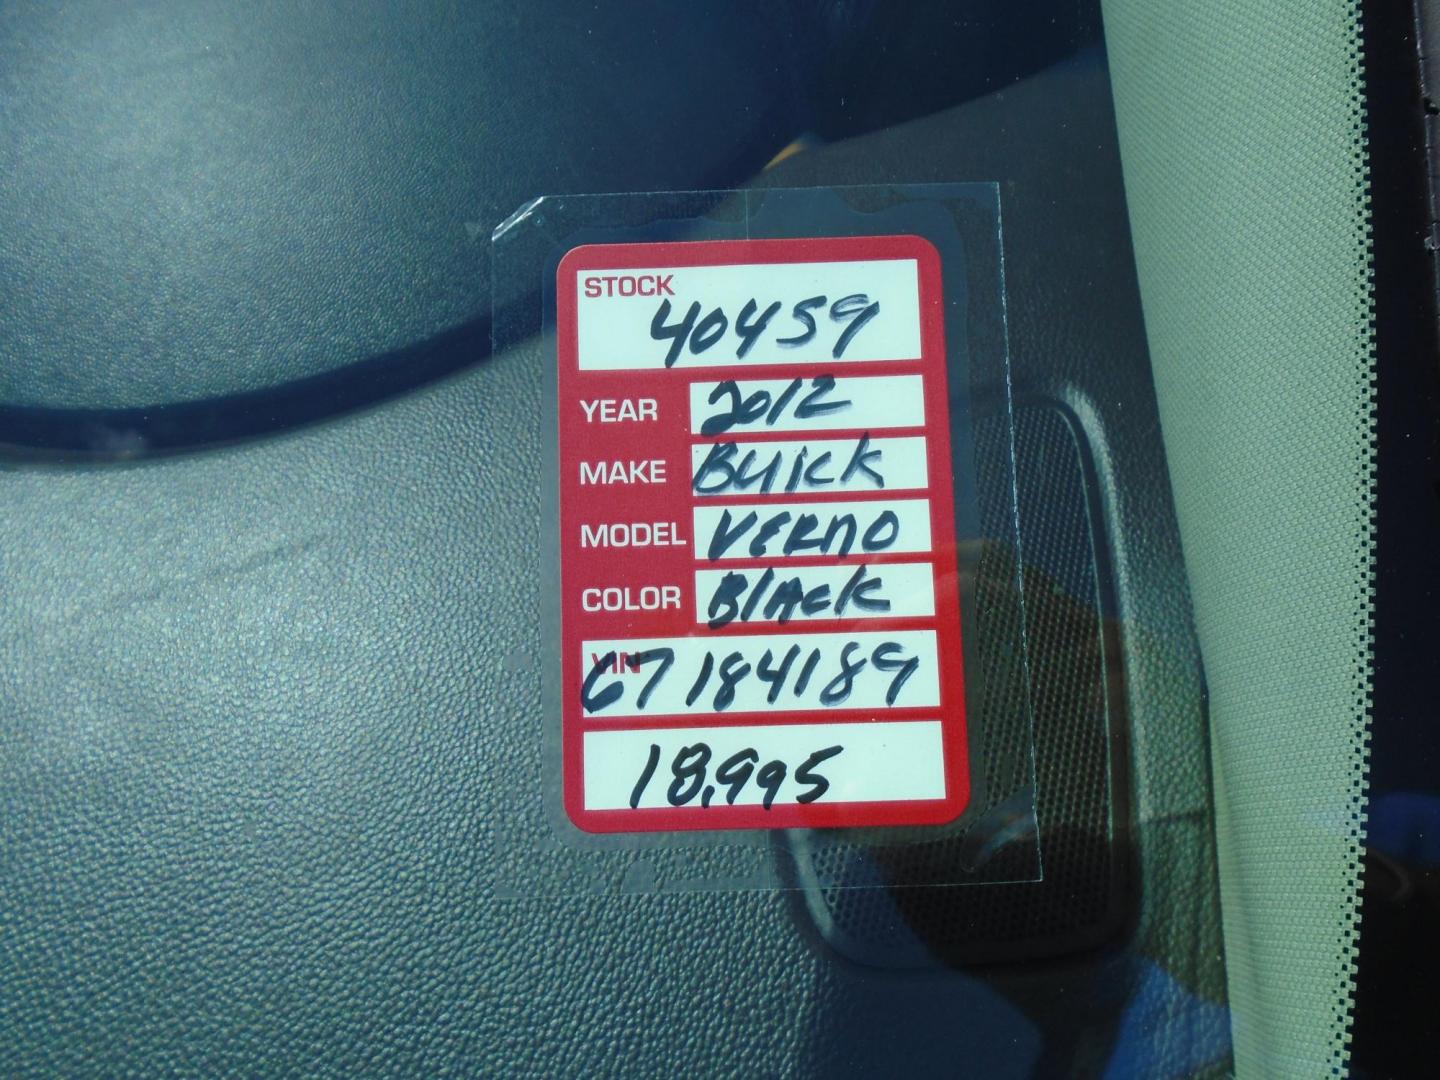 STOCK
40459
YEAR 2012
MAKE BUICK
MODEL VERNO
COLOR BlAcK
VIN
67184189
18,995